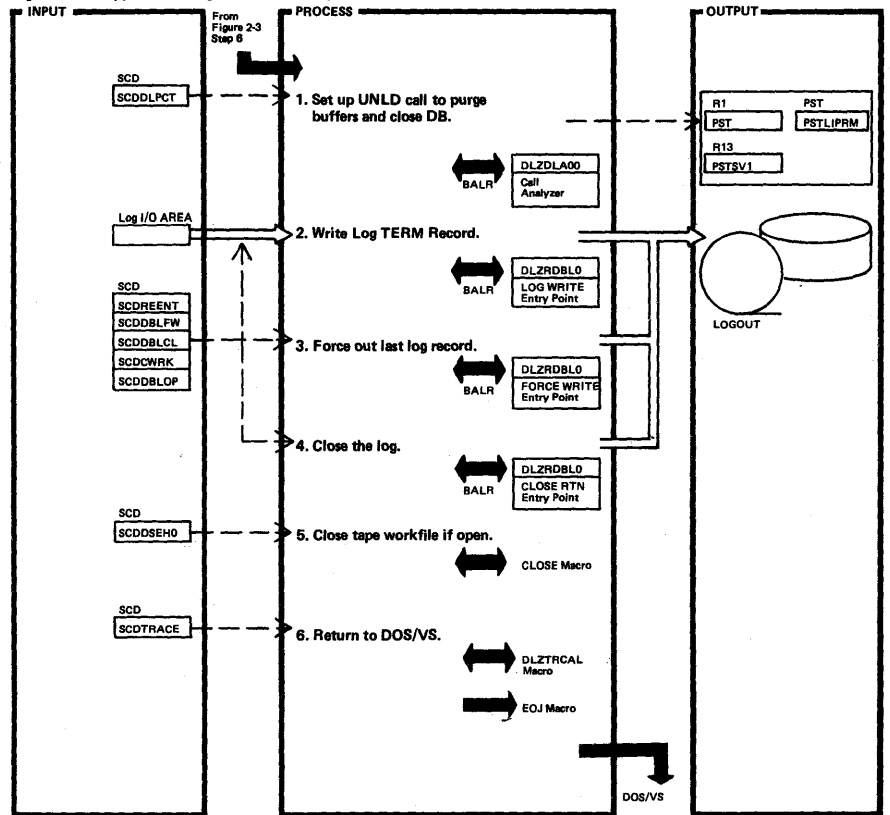 INPUT
From
Figure 2-3
Step 6
PROCESS
OUTPUT
SCD
SCDDLPCT
1. Set up UNLD call to purge
buffers and close DB.
R1
PST
PST
PSTLIPRM
R13
PSTSV1
BALR
DLZDLA00
Call
Analyzer
Log I/O AREA
2. Write Log TERM Record.
BALR
DLZRDBL0
LOG WRITE
Entry Point
LOGOUT
SCD
SCDREENT
SCDDBLFW
SCDDBLCL
SCDCWRK
SCDDBLOP
3. Force out last log record.
BALR
DLZRDBL0
FORCE WRITE
Entry Point
4. Close the log.
BALR
DLZRDBL0
CLOSE RTN
Entry Point
SCD
SCDDSEH0
5. Close tape workfile if open.
CLOSE Macro
SCD
SCDTRACE
6. Return to DOS/VS.
DLZTRCAL
Macro
EOJ Macro
DOS/VS